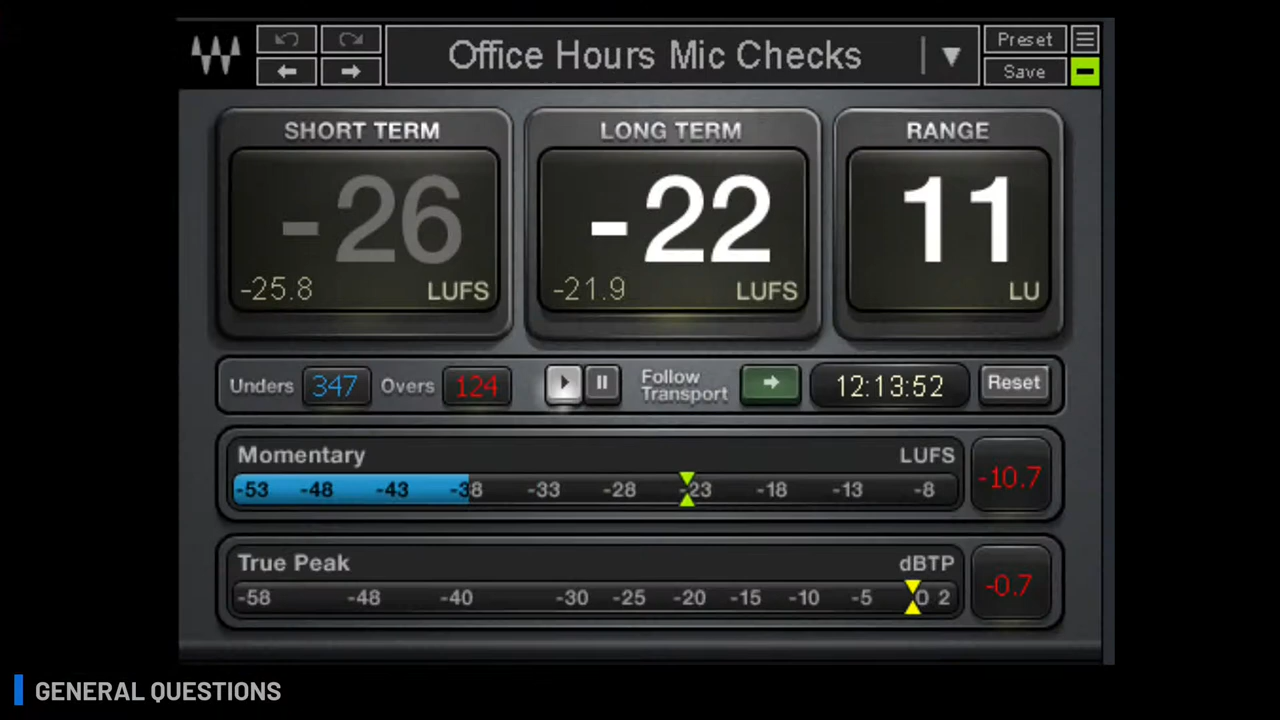 Office Hours Mic Checks
Preset
Save
SHORT TERM
-26
-25.8 LUFS
LONG TERM
-22
-21.9 LUFS
RANGE
11
LU
Unders 347 Overs 124
Follow
Transport
12:13:52
Reset
Momentary LUFS
-53 -48 -43 -38 -33 -28 -23 -18 -13 -8
-10.7
True Peak dBTP
-58 -48 -40 -30 -25 -20 -15 -10 -5 0 2
-0.7
GENERAL QUESTIONS